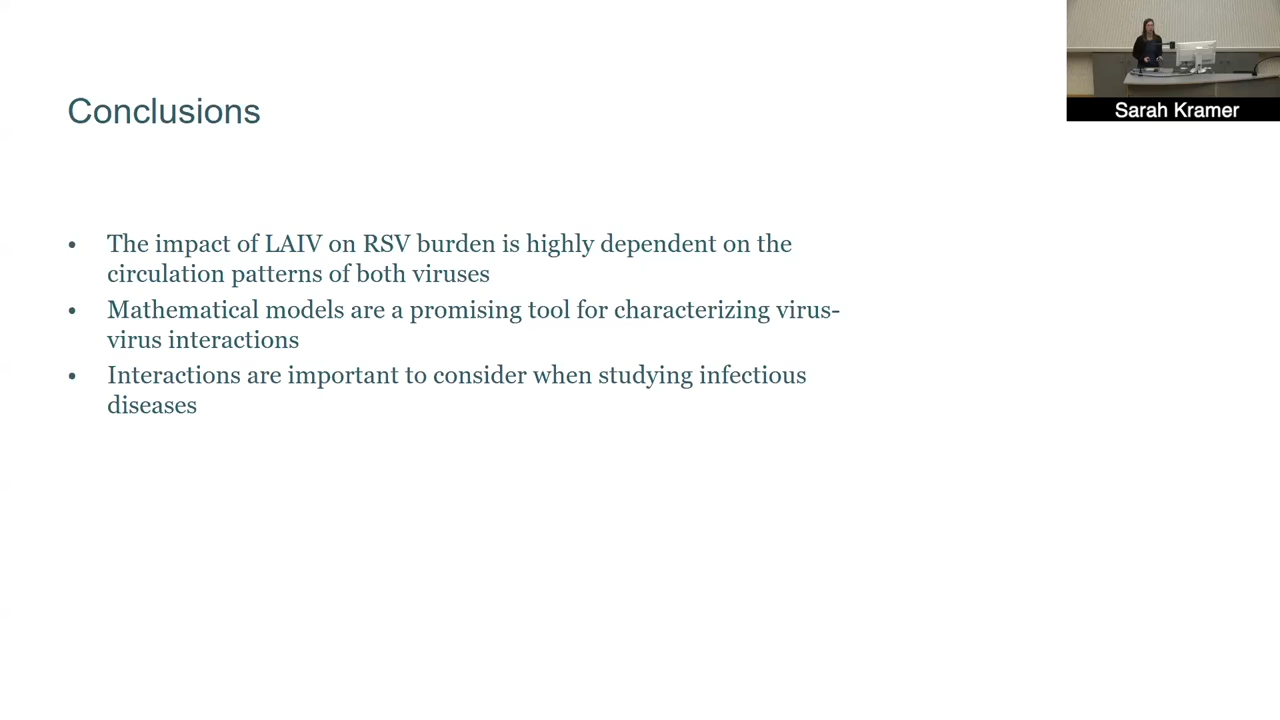 Conclusions
Sarah Kramer
• The impact of LAIV on RSV burden is highly dependent on the
circulation patterns of both viruses
• Mathematical models are a promising tool for characterizing virus-
virus interactions
• Interactions are important to consider when studying infectious
diseases